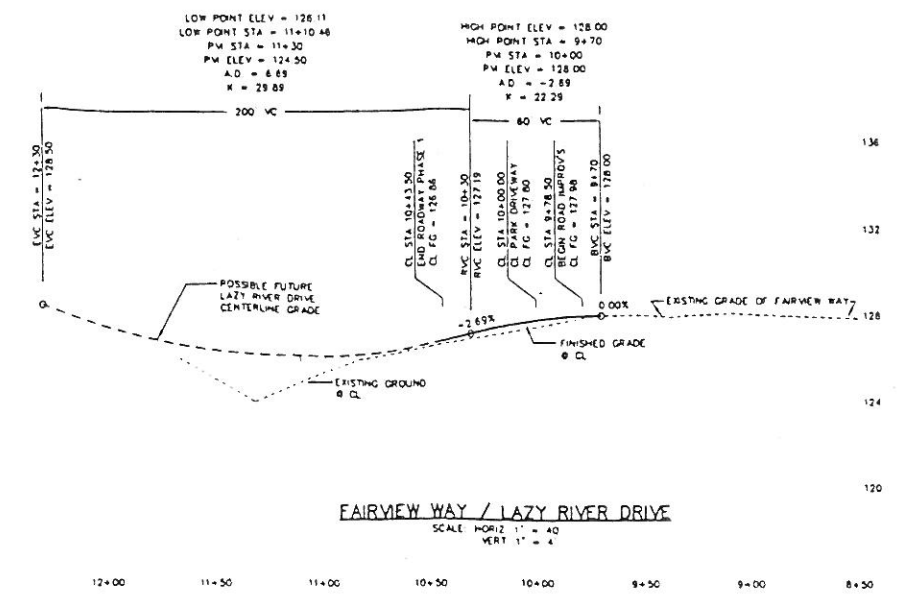 LOW POINT ELEV = 126.11
LOW POINT STA = 11+10.46
PM STA = 11+30
PM ELEV = 124.50
A.D = 6.69
K = 29.89
HIGH POINT ELEV = 128.00
HIGH POINT STA = 9+70
PM STA = 10+00
PM ELEV = 128.00
A.D = -2.69
K = 22.29
200 VC
60 VC
EVC STA = 12+30
EVC ELEV = 128.50
CL STA 10+43.50
END ROADWAY PHASE 1
CL FG = 126.86
RVC STA = 10+30
RVC ELEV = 127.19
CL STA 10+00.00
CL PARK DRIVEWAY
CL FG = 127.80
CL STA 9+78.50
BEGIN ROAD IMPROV'S
CL FG = 127.98
BVC STA = 9+70
BVC ELEV = 128.00
136
132
128
124
120
POSSIBLE FUTURE
LAZY RIVER DRIVE
CENTERLINE GRADE
-2.69%
0.00%
EXISTING GRADE OF FAIRVIEW WAY
FINISHED GRADE
@ CL
EXISTING GROUND
@ CL
FAIRVIEW WAY / LAZY RIVER DRIVE
SCALE: HORIZ 1" = 40
VERT 1" = 4
12+00 11+50 11+00 10+50 10+00 9+50 9+00 8+50